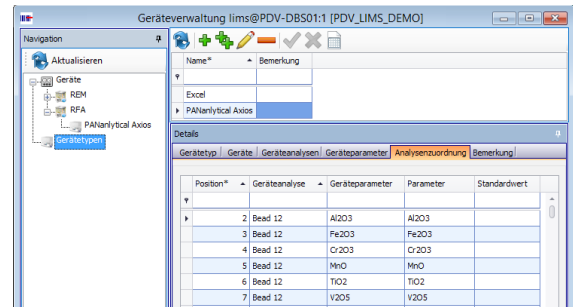 Geräteverwaltung lims@PDV-DBS01:1 [PDV_LIMS_DEMO]
Navigation
Aktualisieren
Geräte
REM
RFA
PANanlytical Axios
Gerätetypen
Name* Bemerkung
Excel
PANanlytical Axios
Details
Gerätetyp Geräte Geräteanalysen Geräteparameter Analysenzuordnung Bemerkung
Position* Geräteanalyse Geräteparameter Parameter Standardwert
2 Bead 12 Al2O3 Al2O3
3 Bead 12 Fe2O3 Fe2O3
4 Bead 12 Cr2O3 Cr2O3
5 Bead 12 MnO MnO
6 Bead 12 TiO2 TiO2
7 Bead 12 V2O5 V2O5